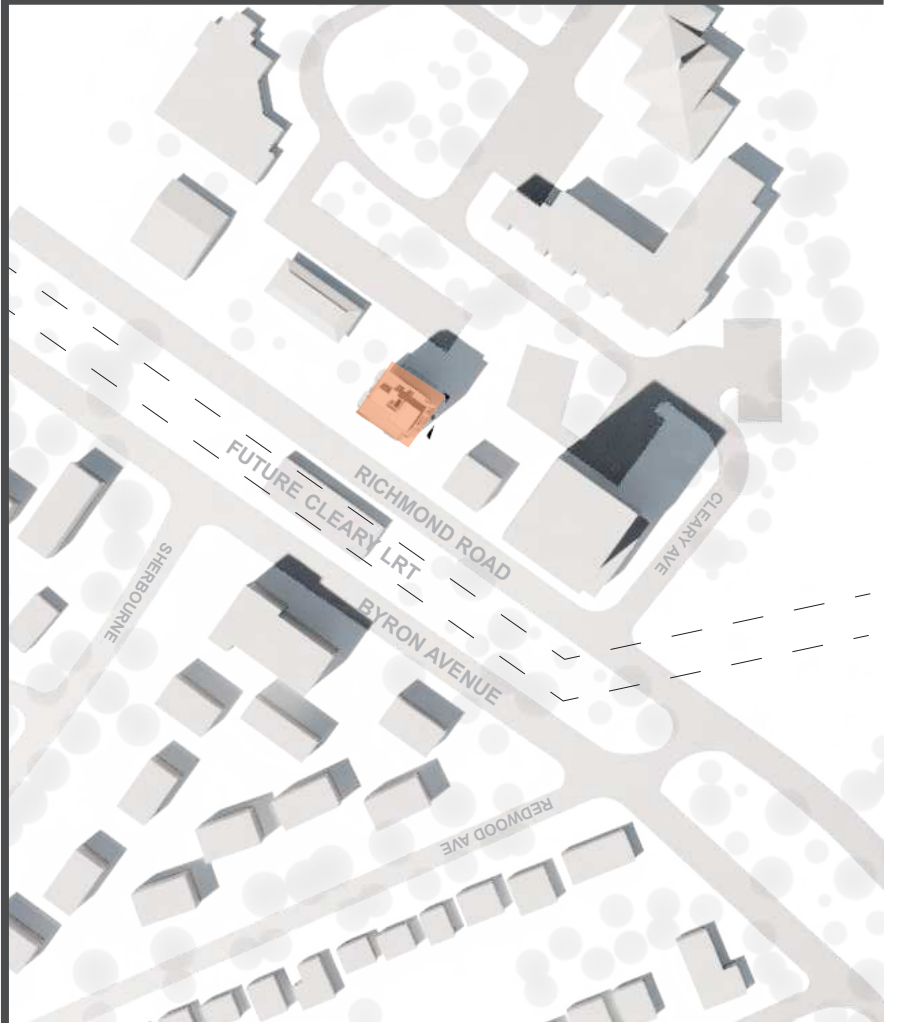 FUTURE CLEARY LRT
RICHMOND ROAD
CLEARY AVE
SHERBOURNE
BYRON AVENUE
REDWOOD AVE